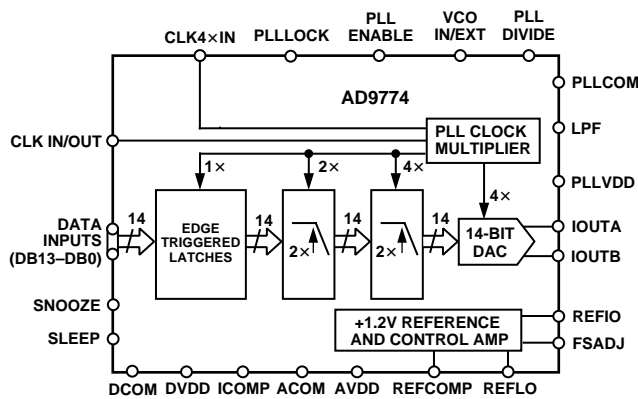 PLL
ENABLE
VCO
IN/EXT
PLL
DIVIDE
CLK4×IN
PLLLOCK
PLLCOM
AD9774
CLK IN/OUT
PLL CLOCK
MULTIPLIER
LPF
1×
2×
4×
PLLVDD
4×
DATA
INPUTS
(DB13–DB0)
14
EDGE
TRIGGERED
LATCHES
14
2×
14
2×
14
14-BIT
DAC
IOUTA
IOUTB
SNOOZE
SLEEP
+1.2V REFERENCE
AND CONTROL AMP
REFIO
FSADJ
DCOM
DVDD
ICOMP
ACOM
AVDD
REFCOMP
REFLO